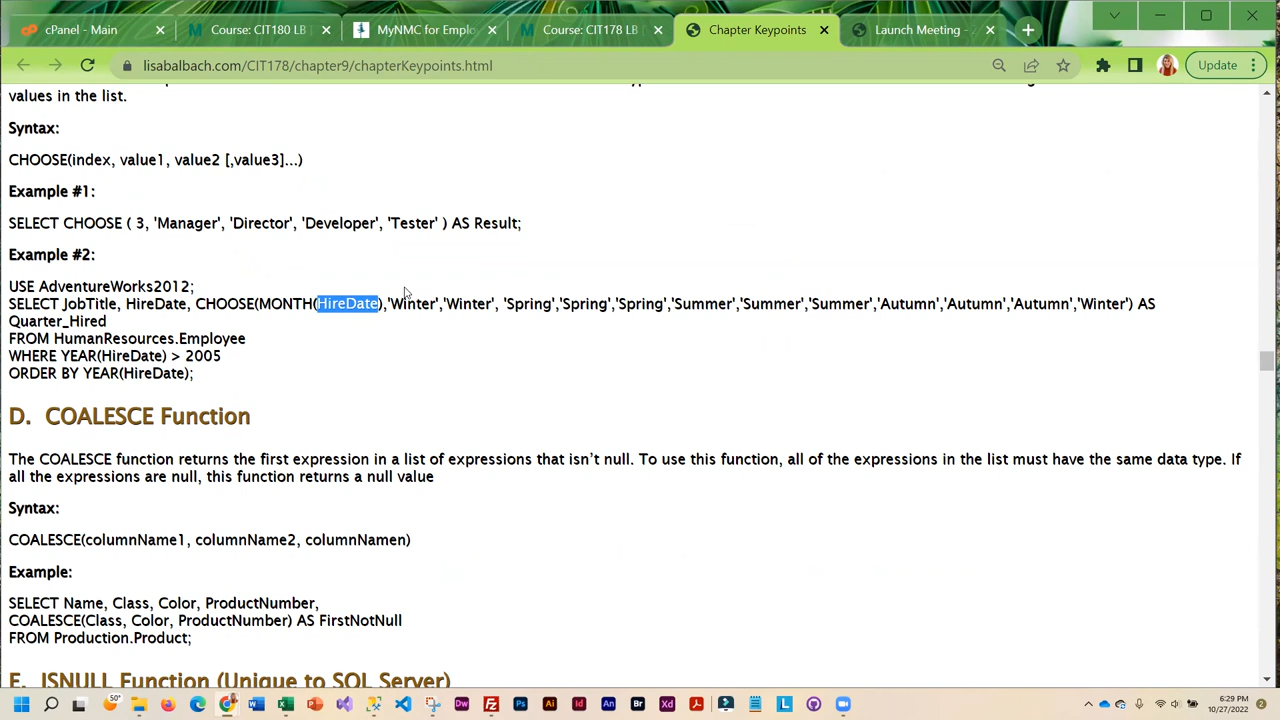 cPanel - Main
Course: CIT180 LB
MyNMC for Emplo
Course: CIT178 LB
Chapter Keypoints
Launch Meeting -
lisabalbach.com/CIT178/chapter9/chapterKeypoints.html
Update
values in the list.
Syntax:
CHOOSE(index, value1, value2 [,value3]...)
Example #1:
SELECT CHOOSE ( 3, 'Manager', 'Director', 'Developer', 'Tester' ) AS Result;
Example #2:
USE AdventureWorks2012;
SELECT JobTitle, HireDate, CHOOSE(MONTH(HireDate),'Winter','Winter', 'Spring','Spring','Spring','Summer','Summer','Summer','Autumn','Autumn','Autumn','Winter') AS
Quarter_Hired
FROM HumanResources.Employee
WHERE YEAR(HireDate) > 2005
ORDER BY YEAR(HireDate);
D. COALESCE Function
The COALESCE function returns the first expression in a list of expressions that isn't null. To use this function, all of the expressions in the list must have the same data type. If
all the expressions are null, this function returns a null value
Syntax:
COALESCE(columnName1, columnName2, columnNamen)
Example:
SELECT Name, Class, Color, ProductNumber,
COALESCE(Class, Color, ProductNumber) AS FirstNotNull
FROM Production.Product;
E. ISNULL Function (Unique to SQL Server)
50°
Dw
Ps
Ai
Id
An
Br
Xd
L
6:29 PM
10/27/2022